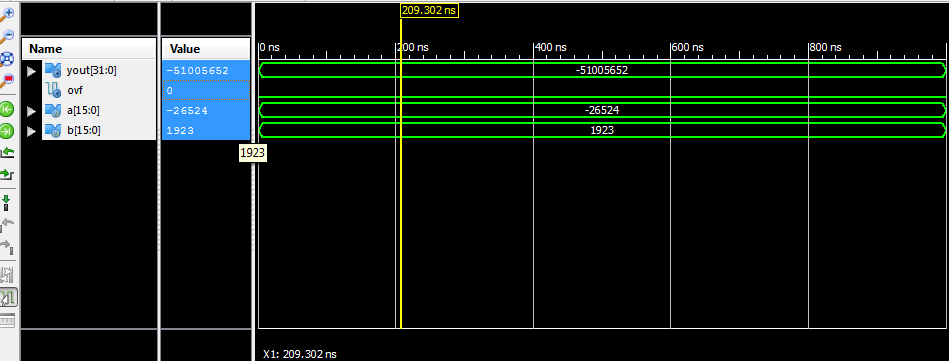 209.302 ns
Name Value
0 ns 200 ns 400 ns 600 ns 800 ns
yout[31:0] -51005652 -51005652
ovf 0
a[15:0] -26524 -26524
b[15:0] 1923 1923
1923
X1: 209.302 ns